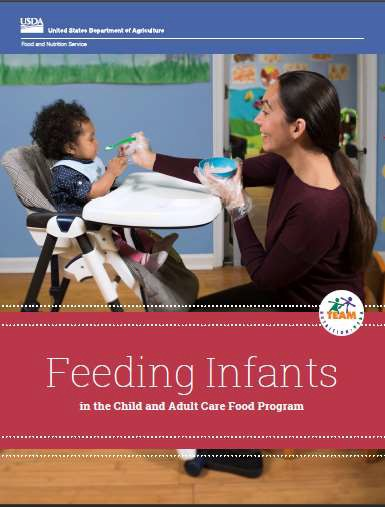 USDA
United States Department of Agriculture
Food and Nutrition Service
TEAM
NUTRITION
Feeding Infants
in the Child and Adult Care Food Program